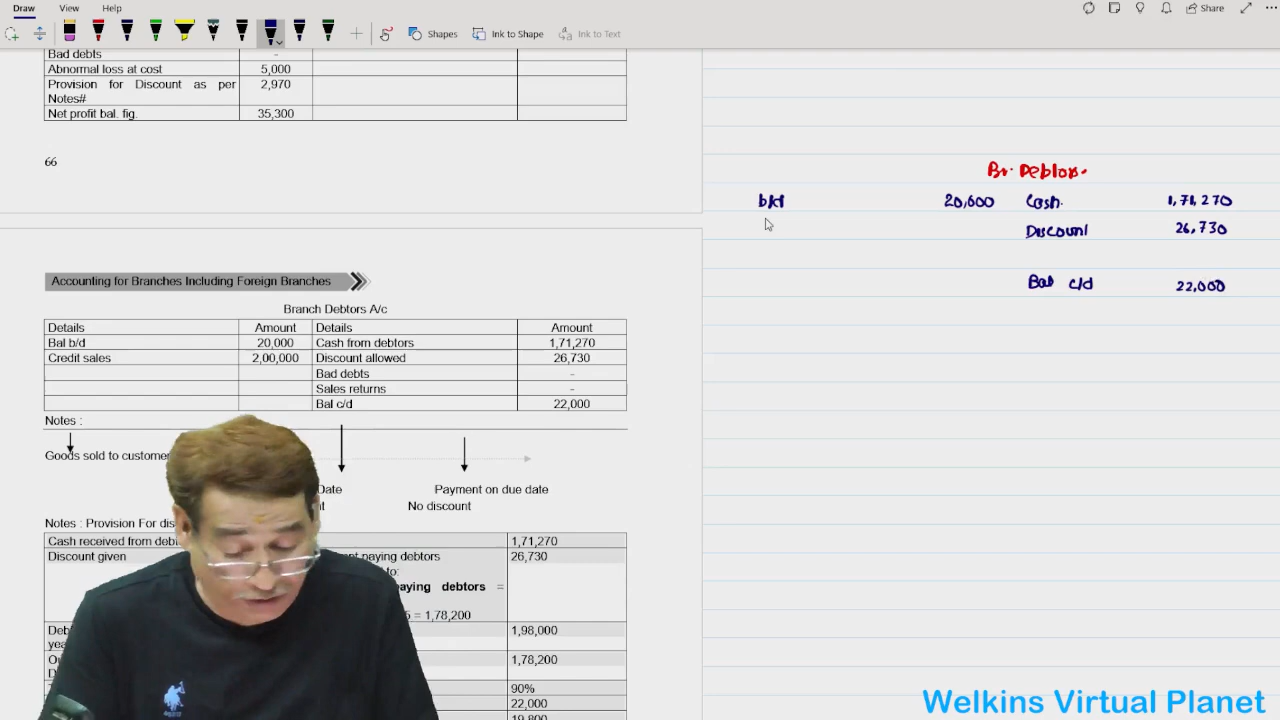 Draw View Help
Shapes Ink to Shape Ink to Text Share
Bad debts -
Abnormal loss at cost 5,000
Provision for Discount as per Notes# 2,970
Net profit bal. fig. 35,300
66
Br. Debtors.
b/d 20,000 Cash. 1,71,270
Discount 26,730
Bal c/d 22,000
Accounting for Branches Including Foreign Branches
Branch Debtors A/c
Details Amount Details Amount
Bal b/d 20,000 Cash from debtors 1,71,270
Credit sales 2,00,000 Discount allowed 26,730
Bad debts -
Sales returns -
Bal c/d 22,000
Notes :
Goods sold to customer
Date Payment on due date
No discount
Notes : Provision For
Cash received from 1,71,270
Discount given paying debtors 26,730
to:
paying debtors =
= 1,78,200
1,98,000
1,78,200
90%
22,000
19,800
Welkins Virtual Planet